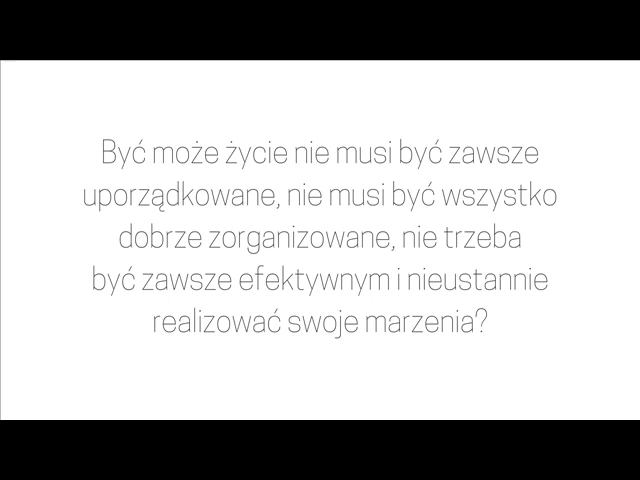 Być może życie nie musi być zawsze
uporządkowane, nie musi być wszystko
dobrze zorganizowane, nie trzeba
być zawsze efektywnym i nieustannie
realizować swoje marzenia?